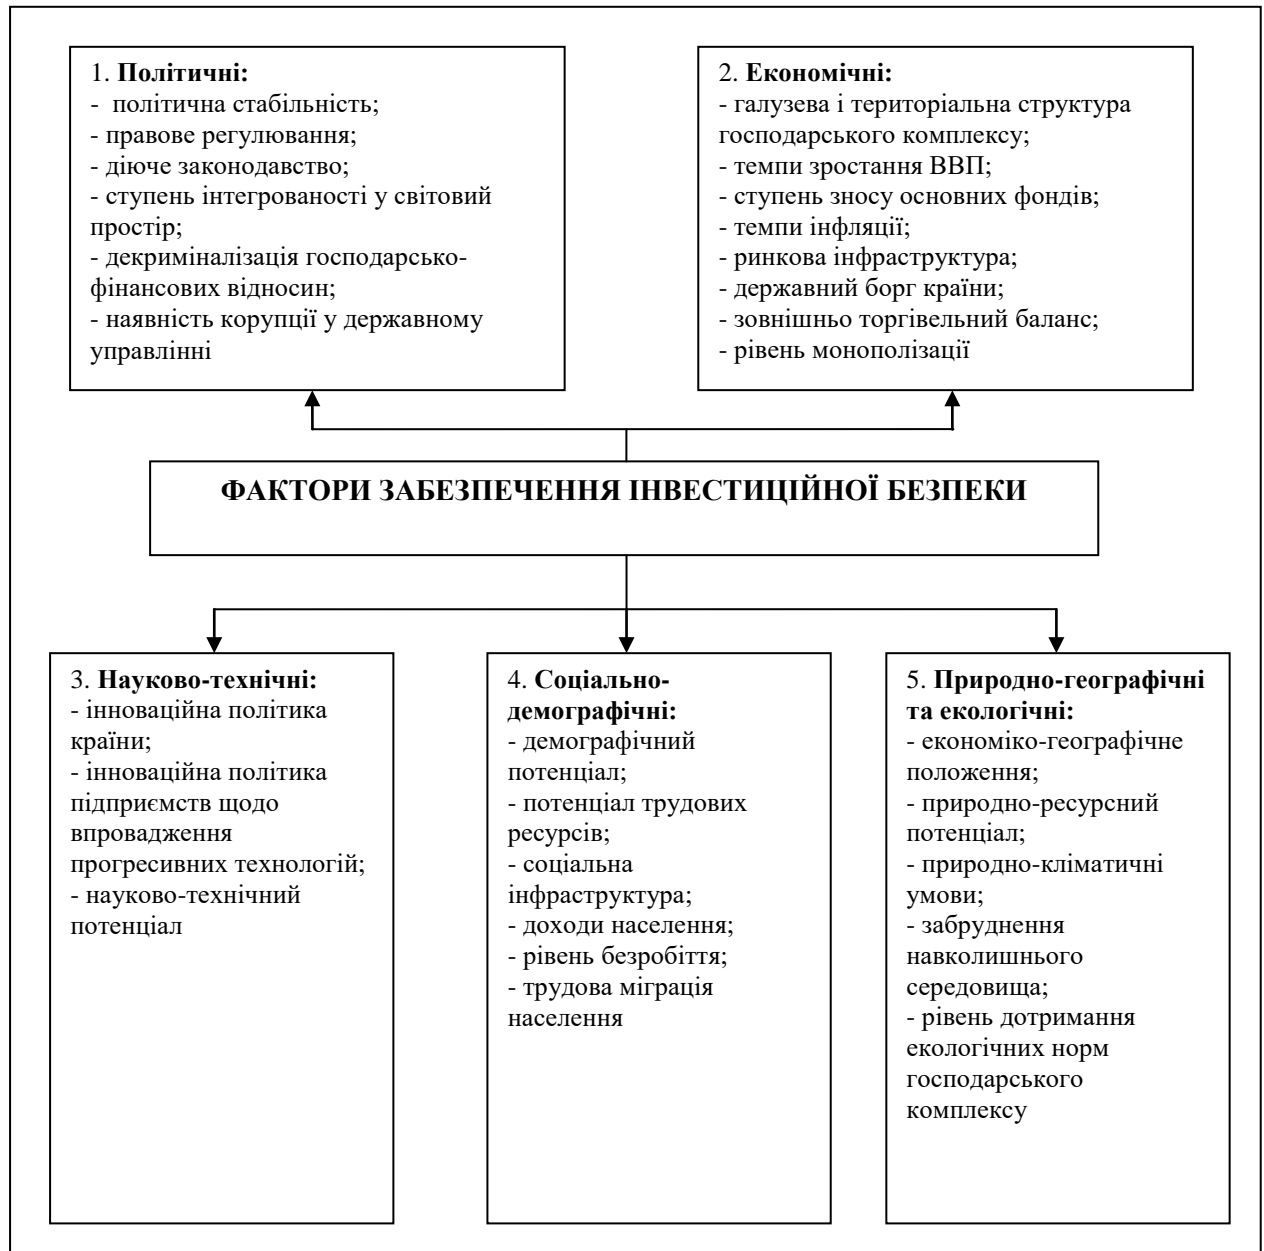 1. Політичні:
- політична стабільність;
- правове регулювання;
- діюче законодавство;
- ступень інтегрованості у світовий
простір;
- декриміналізація господарсько-
фінансових відносин;
- наявність корупції у державному
управлінні
2. Економічні:
- галузева і територіальна структура
господарського комплексу;
- темпи зростання ВВП;
- ступень зносу основних фондів;
- темпи інфляції;
- ринкова інфраструктура;
- державний борг країни;
- зовнішньо торгівельний баланс;
- рівень монополізації
ФАКТОРИ ЗАБЕЗПЕЧЕННЯ ІНВЕСТИЦІЙНОЇ БЕЗПЕКИ
3. Науково-технічні:
- інноваційна політика
країни;
- інноваційна політика
підприємств щодо
впровадження
прогресивних технологій;
- науково-технічний
потенціал
4. Соціально-
демографічні:
- демографічний
потенціал;
- потенціал трудових
ресурсів;
- соціальна
інфраструктура;
- доходи населення;
- рівень безробіття;
- трудова міграція
населення
5. Природно-географічні
та екологічні:
- економіко-географічне
положення;
- природно-ресурсний
потенціал;
- природно-кліматичні
умови;
- забруднення
навколишнього
середовища;
- рівень дотримання
екологічних норм
господарського
комплексу